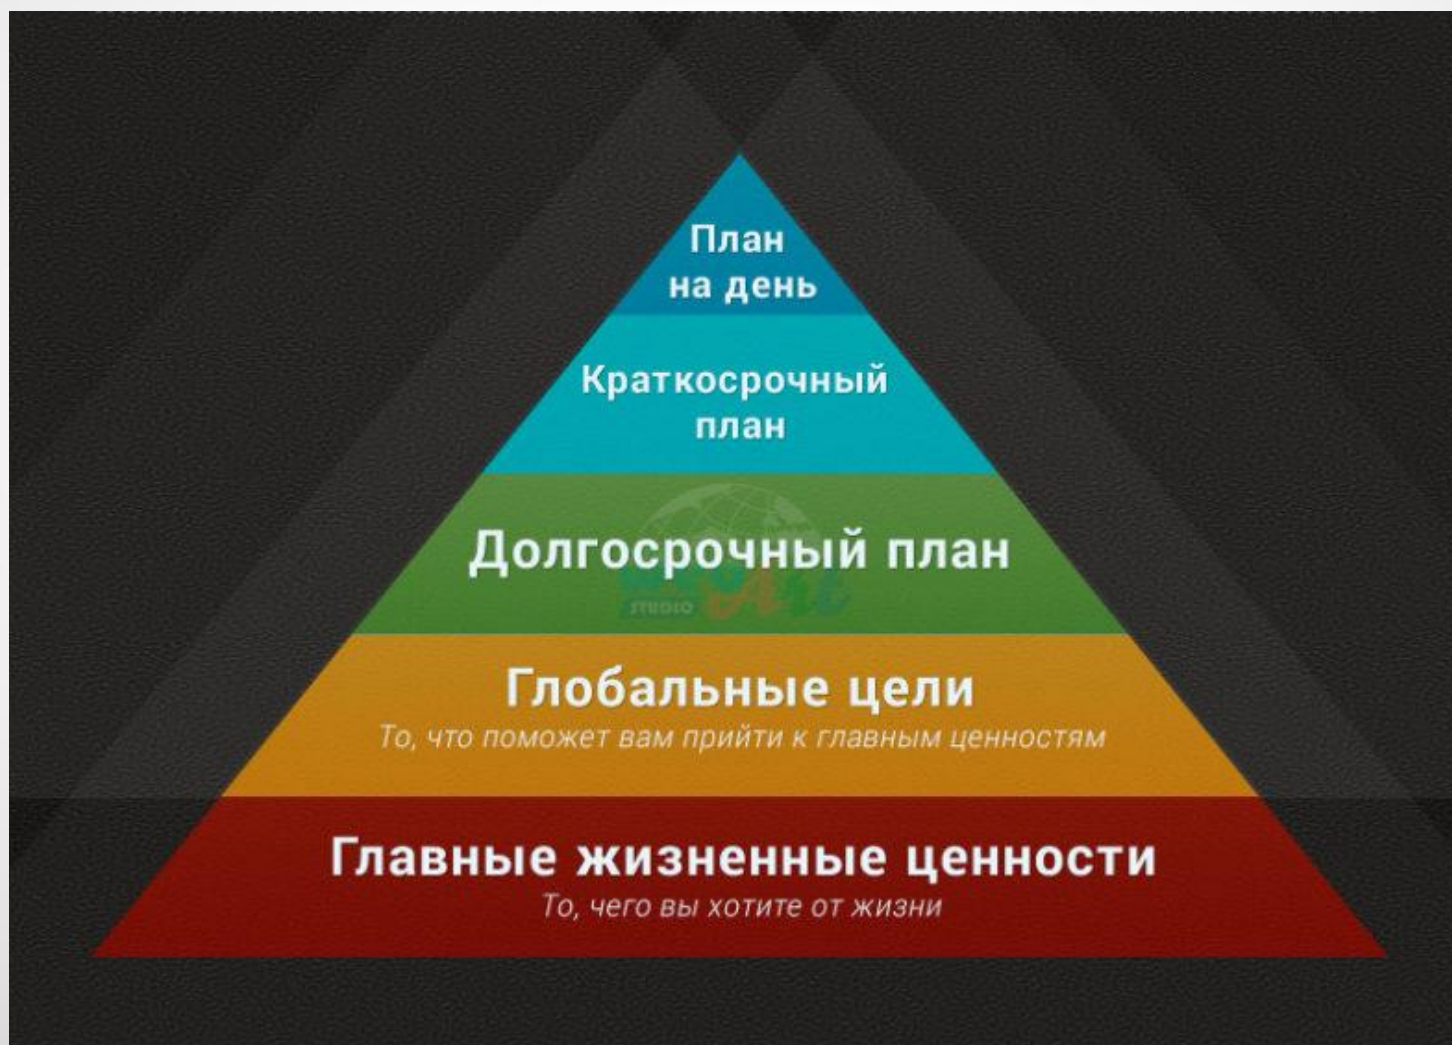 План
на день
Краткосрочный
план
Долгосрочный план
STUDIO
Глобальные цели
То, что поможет вам прийти к главным ценностям
Главные жизненные ценности
То, чего вы хотите от жизни